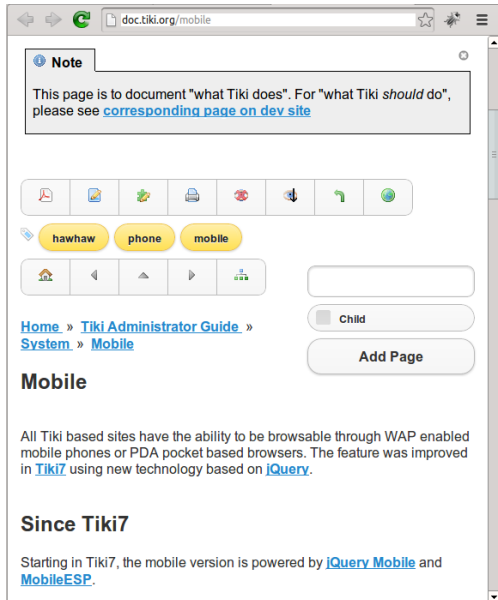 doc.tiki.org/mobile
Note
This page is to document "what Tiki does". For "what Tiki should do",
please see corresponding page on dev site
hawhaw phone mobile
Child
Add Page
Home » Tiki Administrator Guide »
System » Mobile
Mobile
All Tiki based sites have the ability to be browsable through WAP enabled
mobile phones or PDA pocket based browsers. The feature was improved
in Tiki7 using new technology based on jQuery.
Since Tiki7
Starting in Tiki7, the mobile version is powered by jQuery Mobile and
MobileESP.